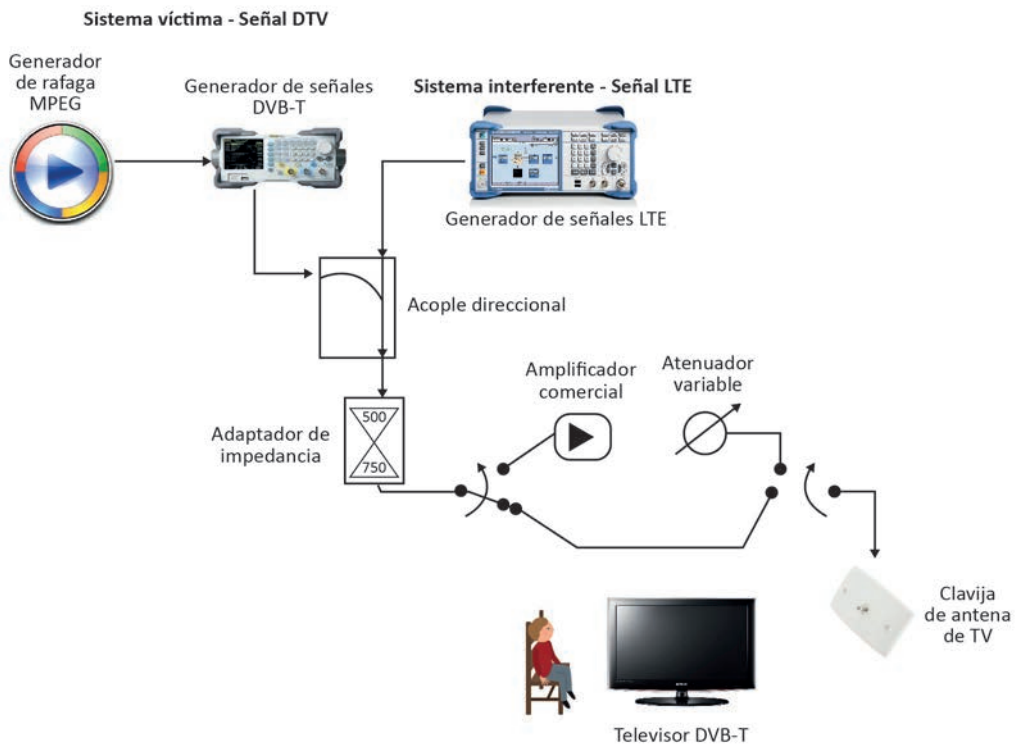 Sistema víctima - Señal DTV
Generador
de rafaga
MPEG
Generador de señales
DVB-T
Sistema interferente - Señal LTE
Generador de señales LTE
Acople direccional
Adaptador de
impedancia
500
750
Amplificador
comercial
Atenuador
variable
Clavija
de antena
de TV
Televisor DVB-T